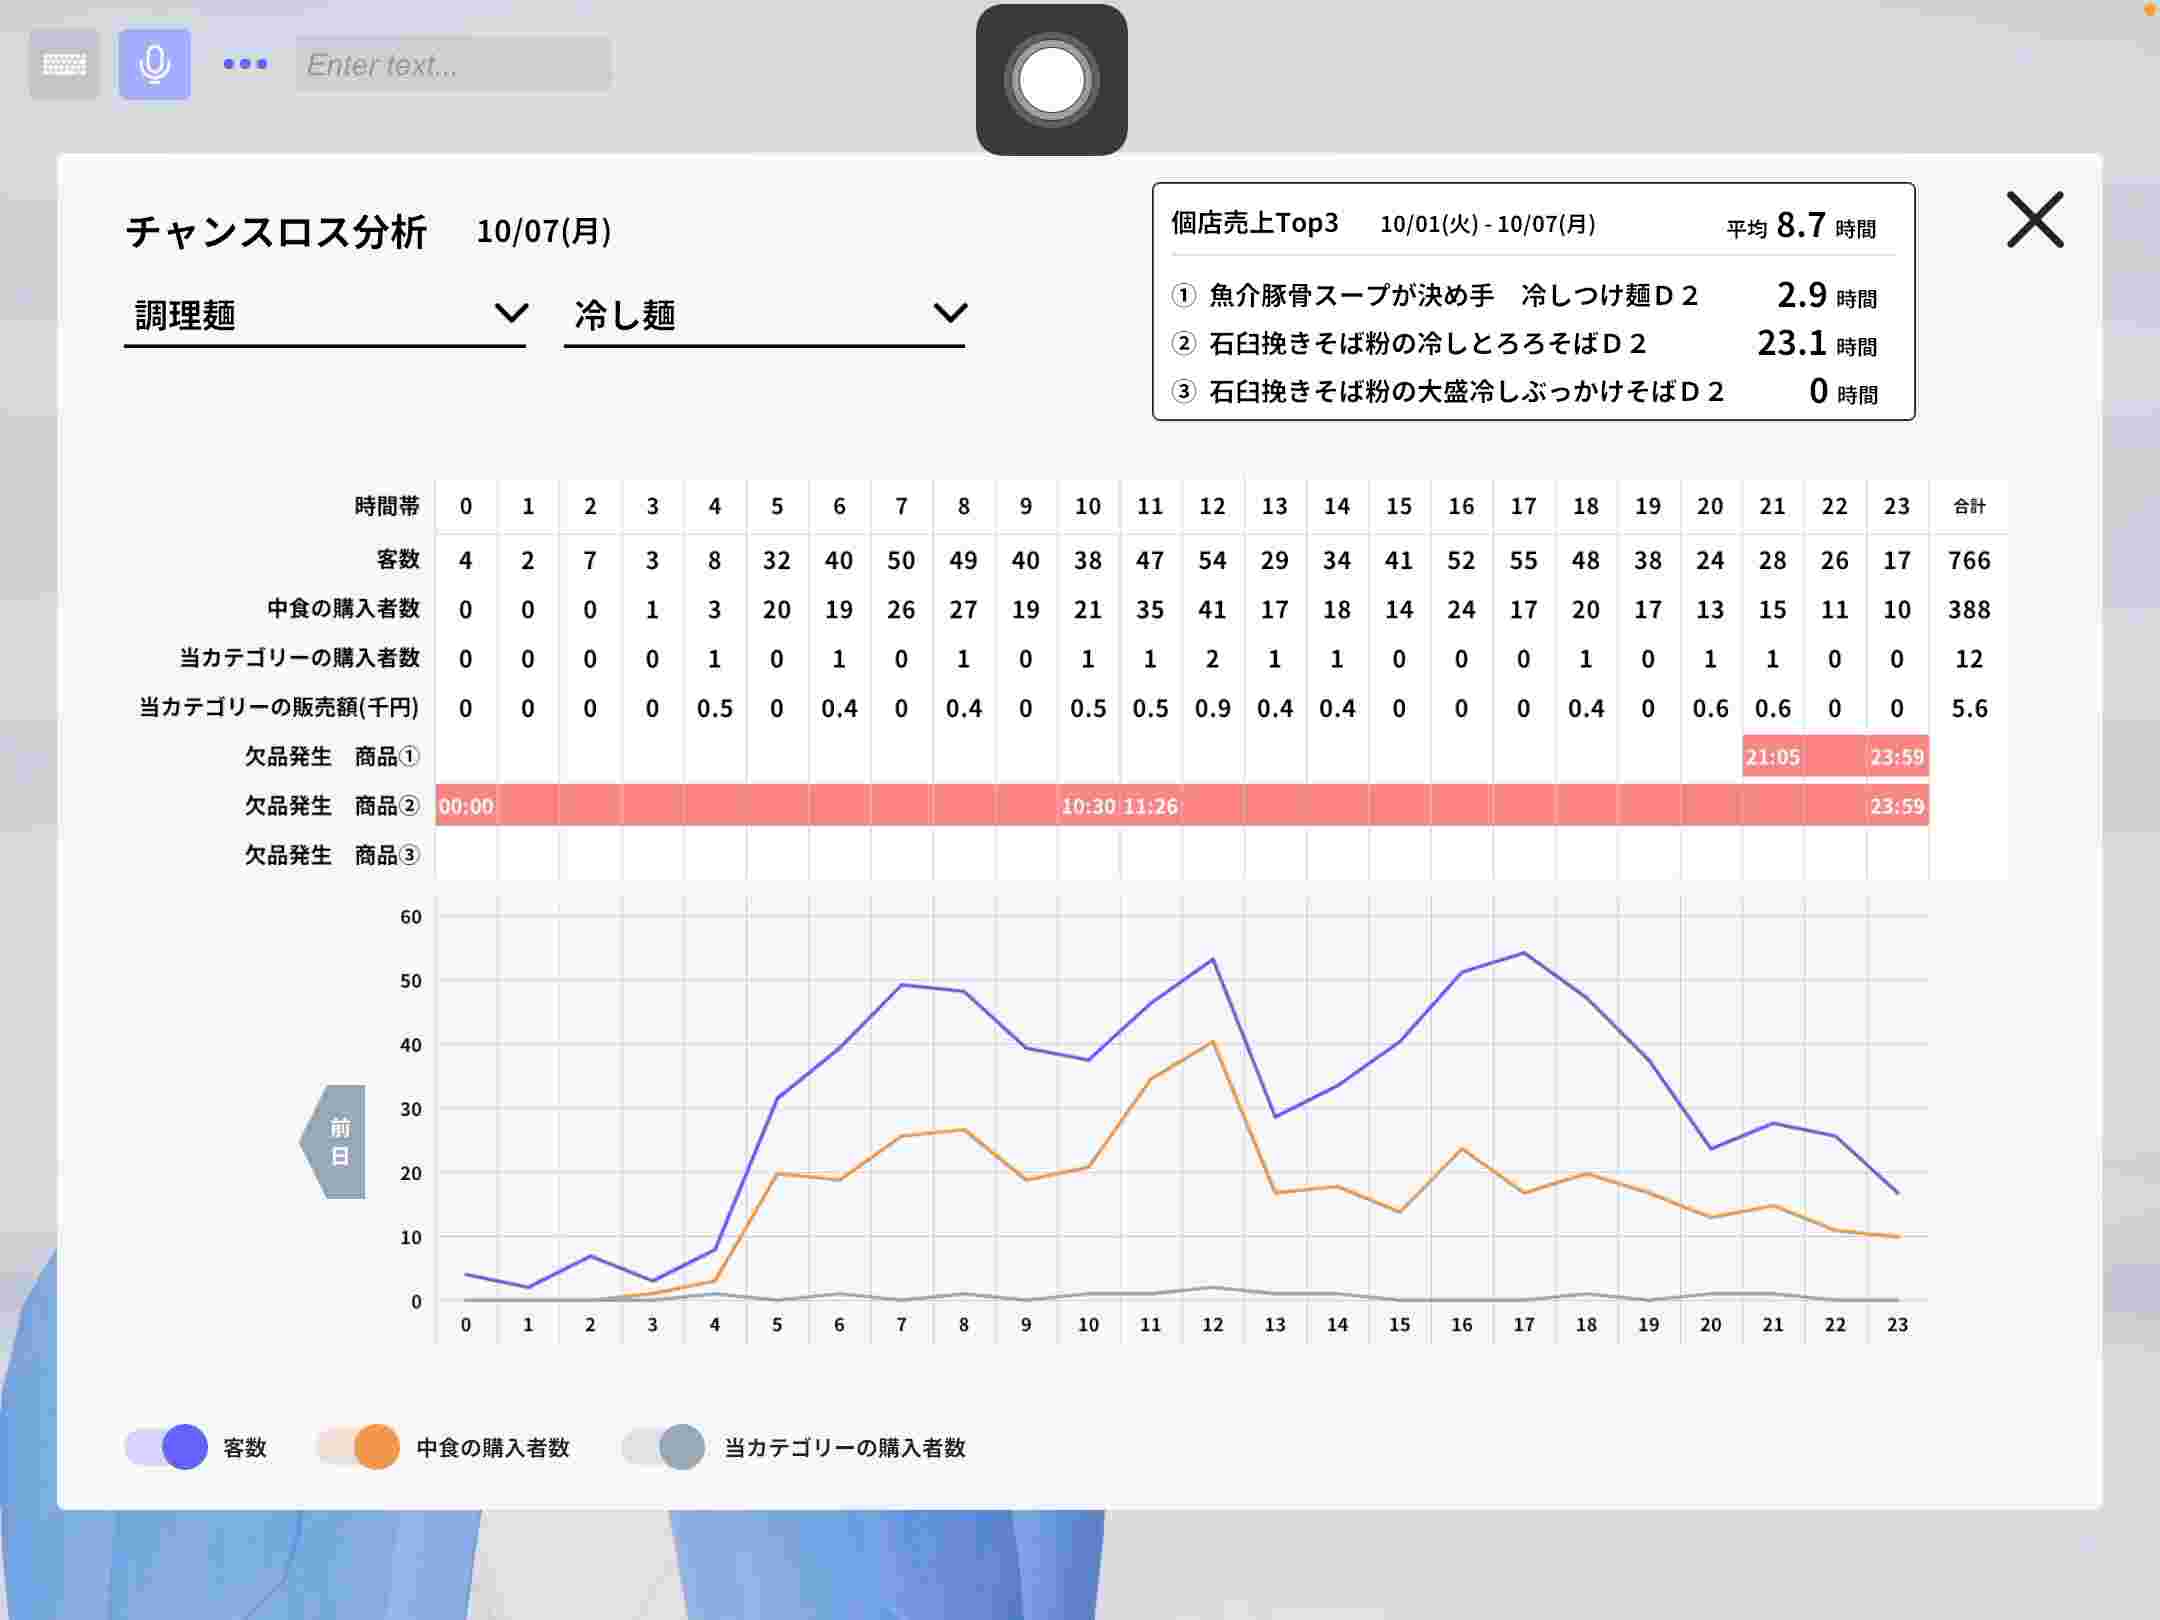 Enter text...
チャンスロス分析 10/07(月)
調理麺 冷し麺
個店売上Top3 10/01(火) - 10/07(月) 平均 8.7 時間
① 魚介豚骨スープが決め手　冷しつけ麺Ｄ２ 2.9 時間
② 石臼挽きそば粉の冷しとろろそばＤ２ 23.1 時間
③ 石臼挽きそば粉の大盛冷しぶっかけそばＤ２ 0 時間
時間帯 0 1 2 3 4 5 6 7 8 9 10 11 12 13 14 15 16 17 18 19 20 21 22 23 合計
客数 4 2 7 3 8 32 40 50 49 40 38 47 54 29 34 41 52 55 48 38 24 28 26 17 766
中食の購入者数 0 0 0 1 3 20 19 26 27 19 21 35 41 17 18 14 24 17 20 17 13 15 11 10 388
当カテゴリーの購入者数 0 0 0 0 1 0 1 0 1 0 1 1 2 1 1 0 0 0 1 0 1 1 0 0 12
当カテゴリーの販売額(千円) 0 0 0 0 0.5 0 0.4 0 0.4 0 0.5 0.5 0.9 0.4 0.4 0 0 0 0.4 0 0.6 0.6 0 0 5.6
欠品発生　商品① 21:05 23:59
欠品発生　商品② 00:00 10:30 11:26 23:59
欠品発生　商品③
60
50
40
30
20
10
0
前日
0 1 2 3 4 5 6 7 8 9 10 11 12 13 14 15 16 17 18 19 20 21 22 23
客数 中食の購入者数 当カテゴリーの購入者数